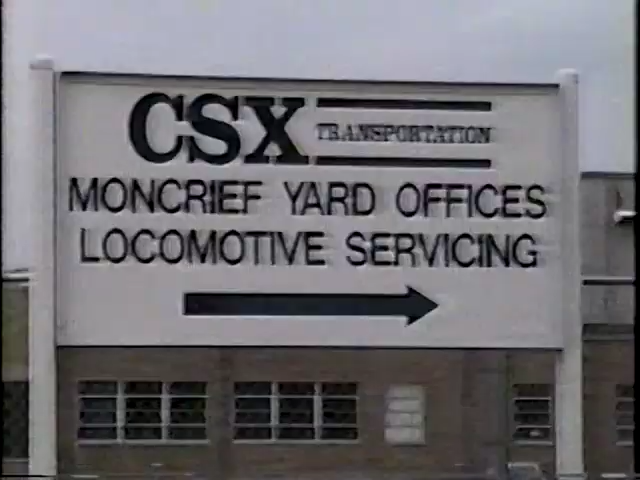 CSX TRANSPORTATION
MONCRIEF YARD OFFICES
LOCOMOTIVE SERVICING